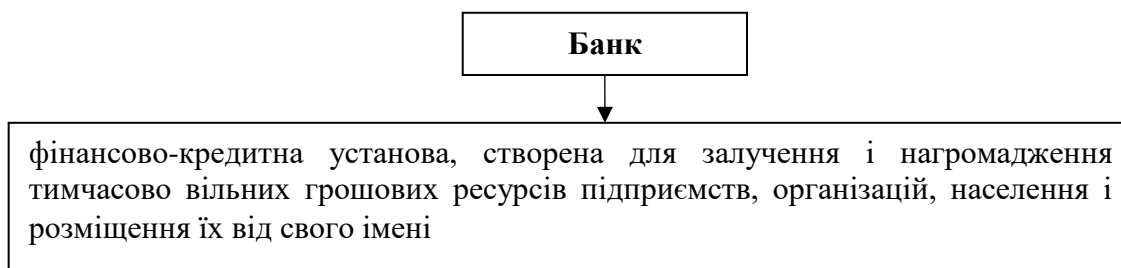 Банк
фінансово-кредитна установа, створена для залучення і нагромадження
тимчасово вільних грошових ресурсів підприємств, організацій, населення і
розміщення їх від свого імені